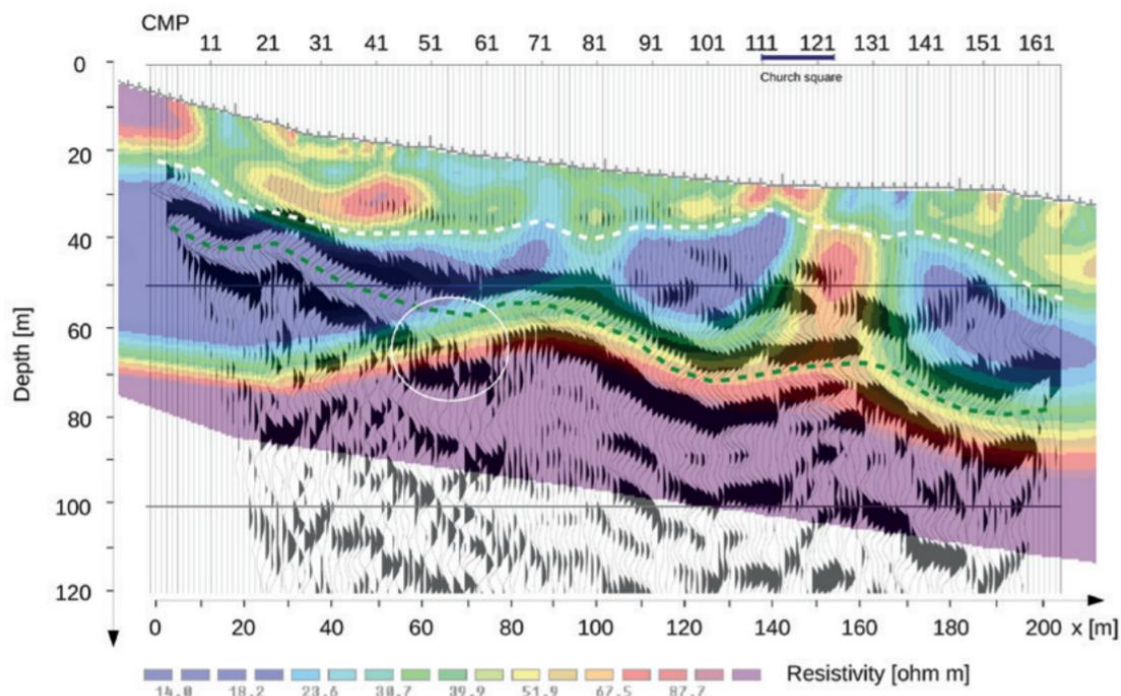 CMP
11 21 31 41 51 61 71 81 91 101 111 121 131 141 151 161
Church square
0
20
40
60
80
100
120
Depth [m]
0 20 40 60 80 100 120 140 160 180 200 x [m]
Resistivity [ohm m]
14.0 18.2 23.6 30.7 39.9 51.9 67.5 87.7